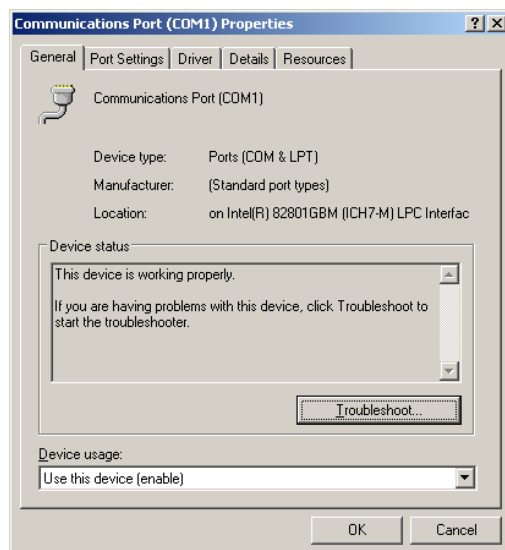 Communications Port (COM1) Properties
? X
General Port Settings Driver Details Resources
Communications Port (COM1)
Device type: Ports (COM & LPT)
Manufacturer: (Standard port types)
Location: on Intel(R) 82801GBM (ICH7-M) LPC Interfac
Device status
This device is working properly.
If you are having problems with this device, click Troubleshoot to
start the troubleshooter.
Troubleshoot...
Device usage:
Use this device (enable)
OK Cancel